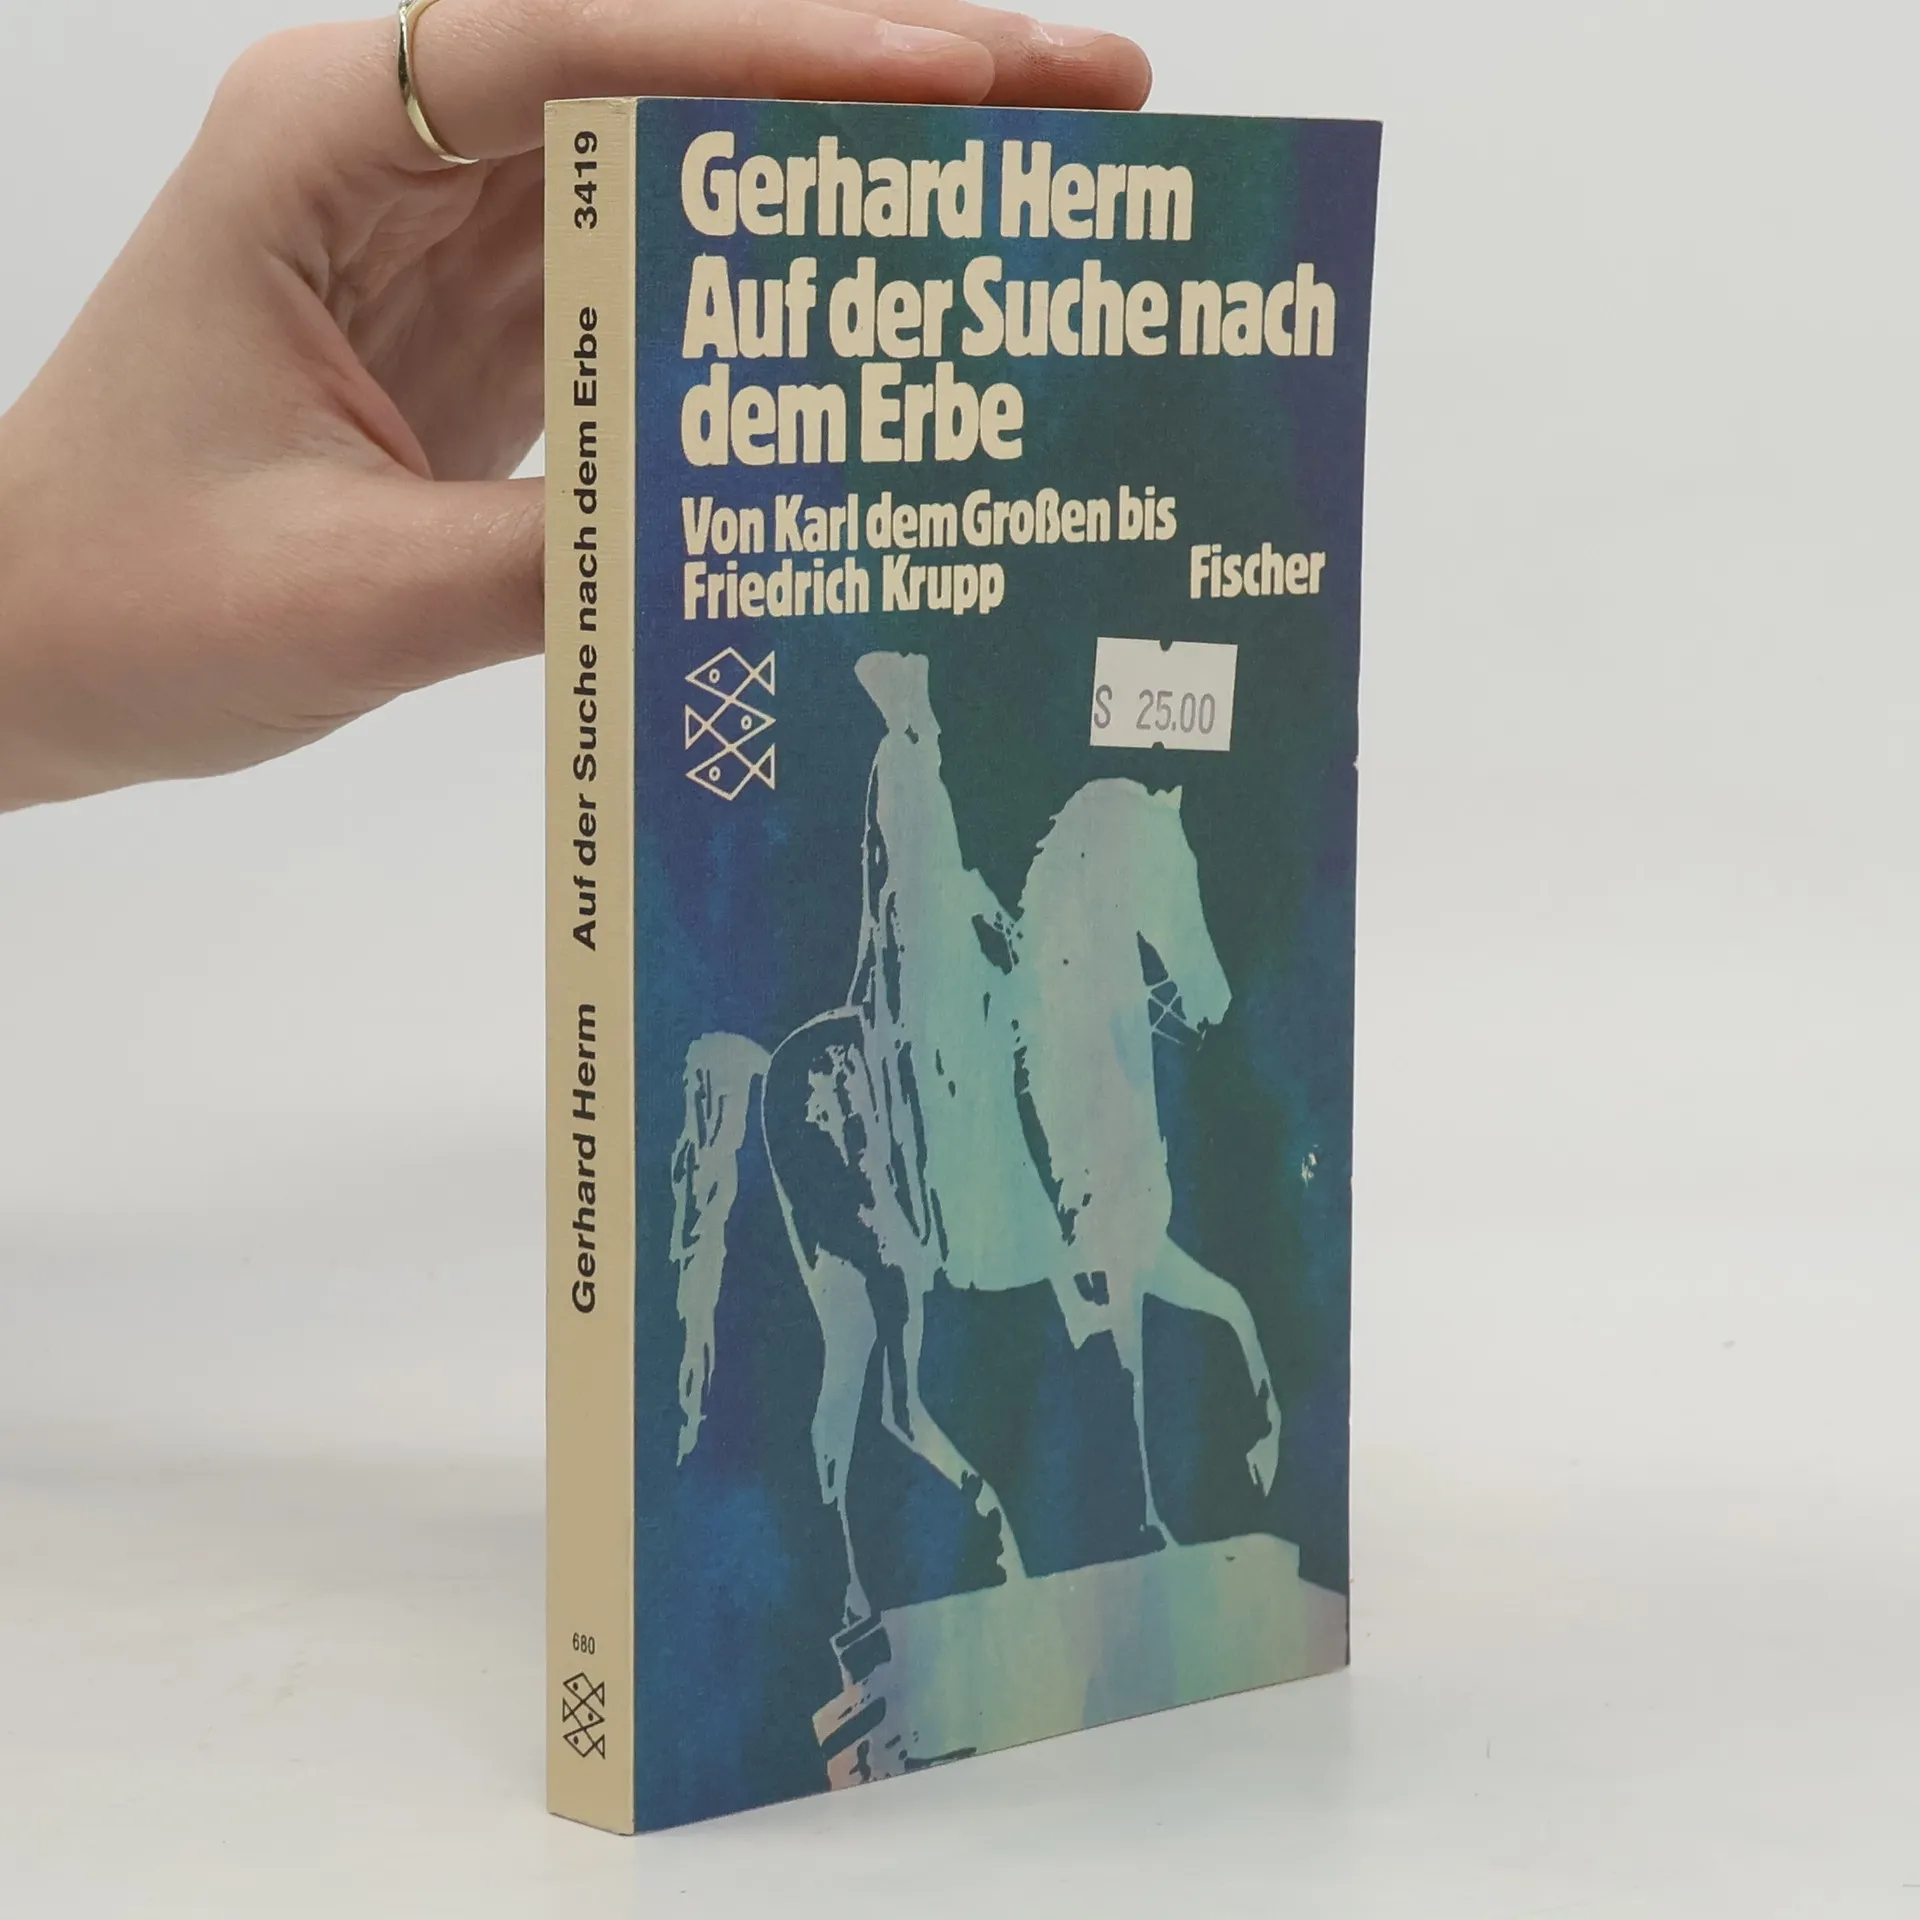 Gerhard Herm
Auf der Suche nach
dem Erbe
Von Karl dem Großen bis
Friedrich Krupp
Fischer
S 25.00
Gerhard Herm Auf der Suche nach dem Erbe 3419
680